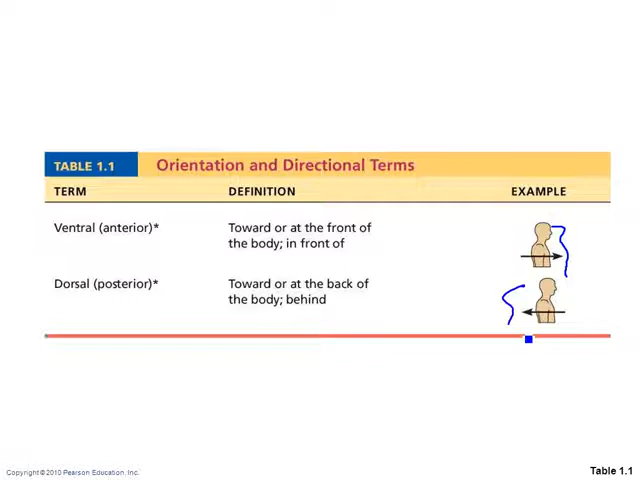 TABLE 1.1 Orientation and Directional Terms
TERM DEFINITION EXAMPLE
Ventral (anterior)* Toward or at the front of
the body; in front of
Dorsal (posterior)* Toward or at the back of
the body; behind
Copyright © 2010 Pearson Education, Inc.
Table 1.1